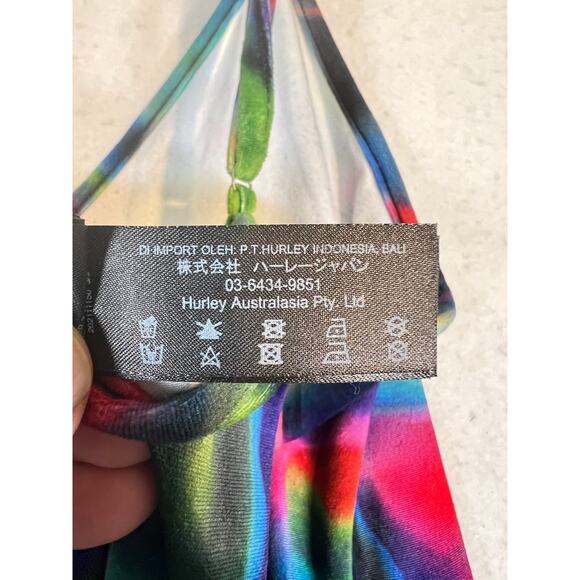 DI IMPORT OLEH: P.T.HURLEY INDONESIA, BALI
株式会社 ハーレージャパン
03-6434-9851
Hurley Australasia Pty. Ltd